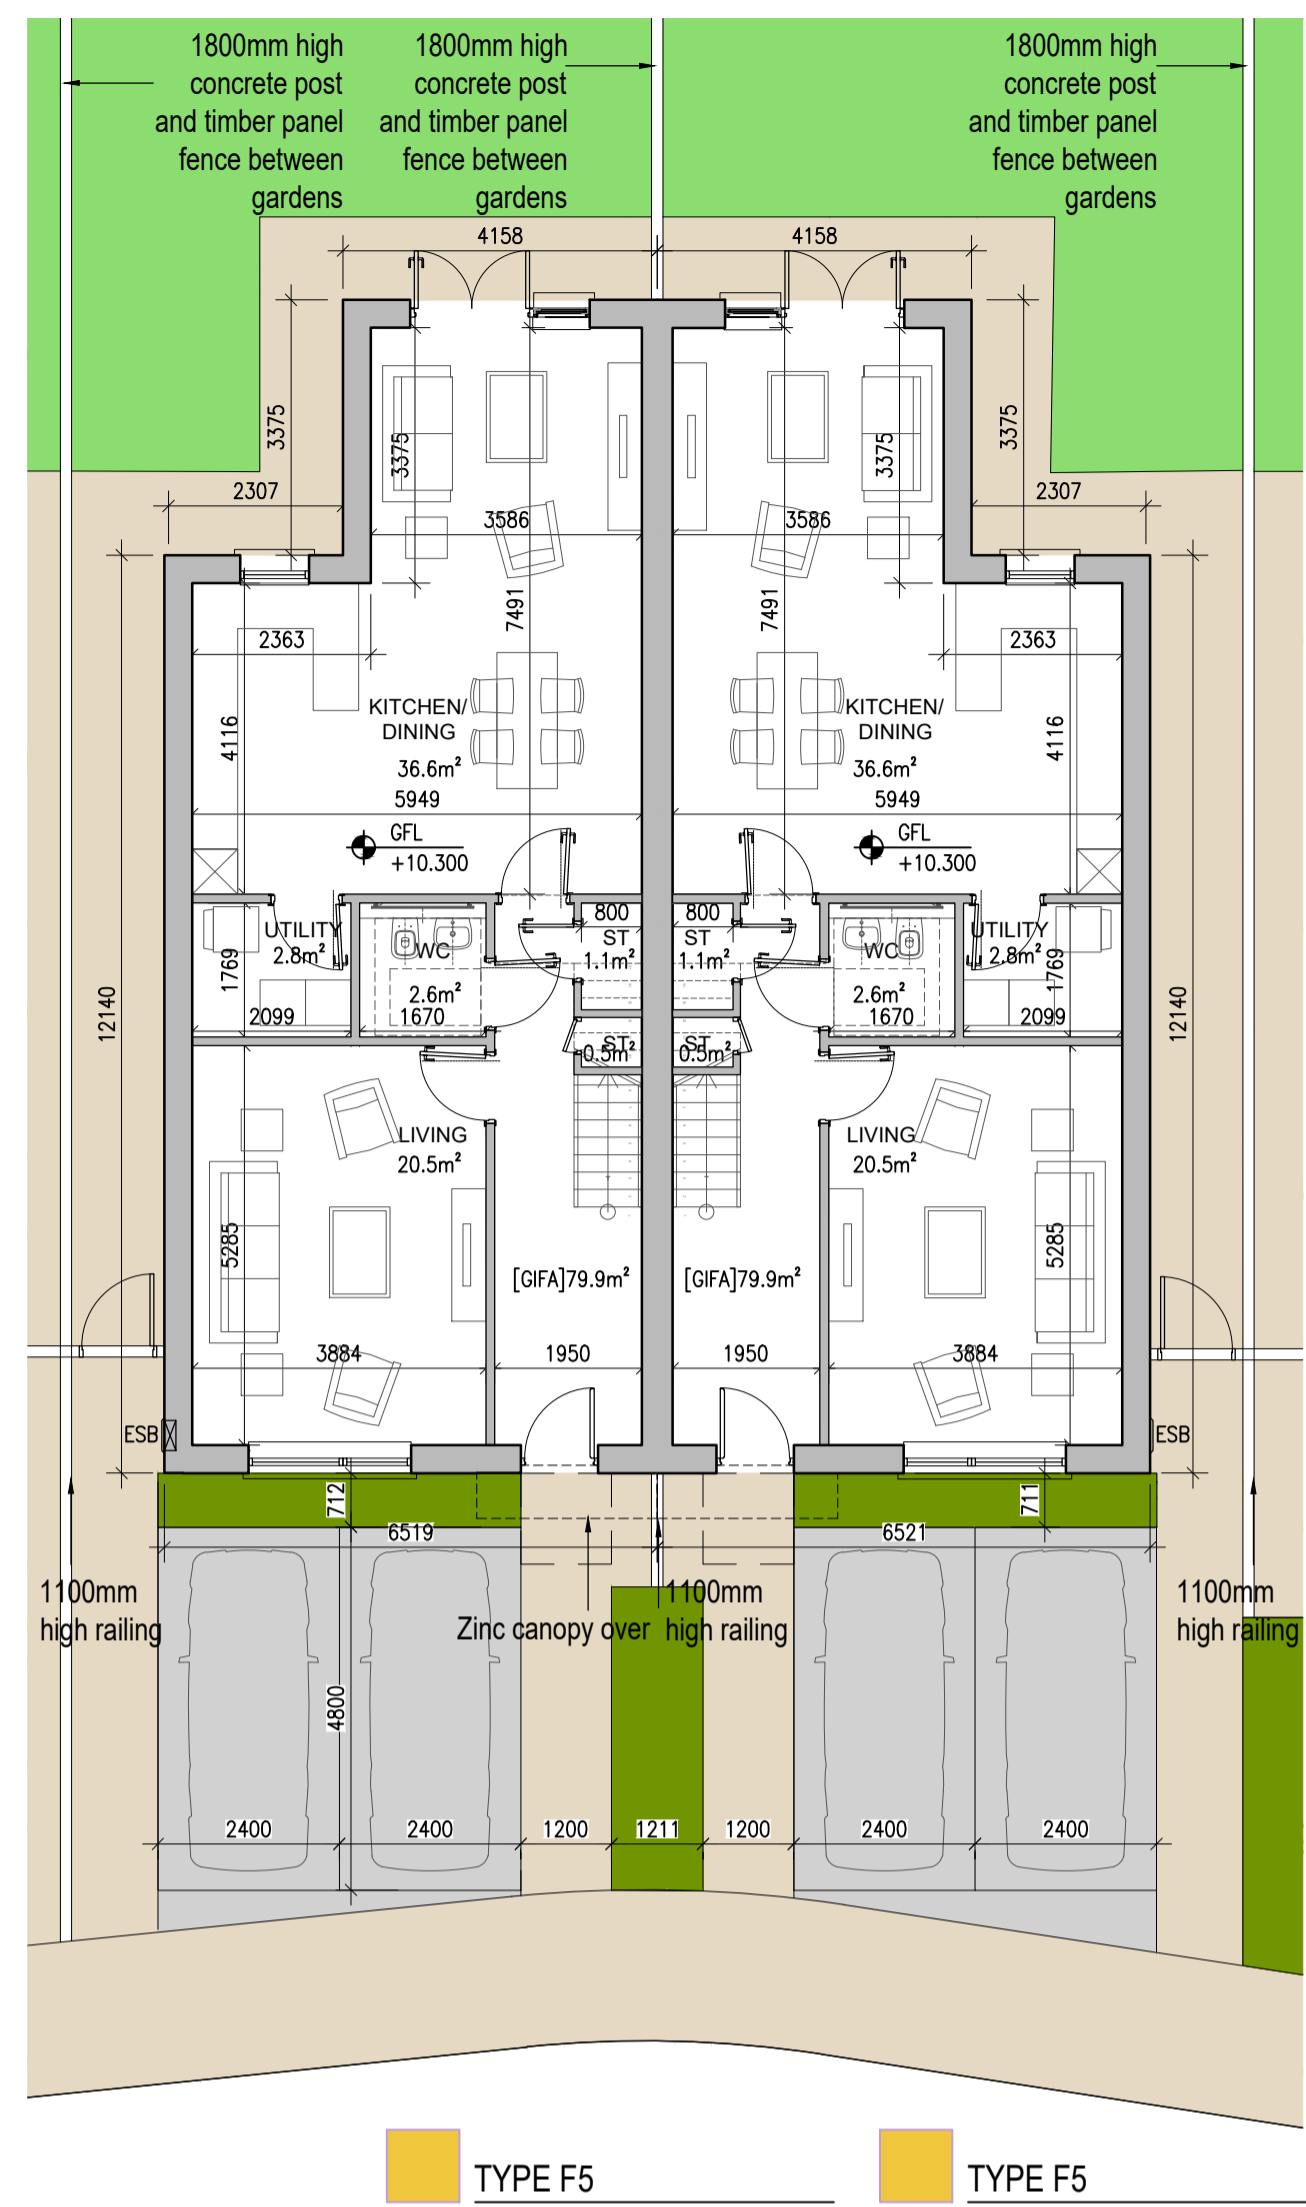 1800mm high
concrete post
and timber panel
fence between
gardens
1800mm high
concrete post
and timber panel
fence between
gardens
1800mm high
concrete post
and timber panel
fence between
gardens
4158
4158
3375
3375
3375
3375
2307
2307
3586
3586
7491
7491
2363
2363
4116
4116
KITCHEN/
DINING
36.6m²
KITCHEN/
DINING
36.6m²
5949
5949
GFL
+10.300
GFL
+10.300
800
800
ST
1.1m²
ST
1.1m²
UTILITY
2.8m²
UTILITY
2.8m²
WC
2.6m²
WC
2.6m²
1769
1769
2099
1670
1670
2099
12140
12140
ST
0.5m²
ST
0.5m²
LIVING
20.5m²
LIVING
20.5m²
5285
5285
[GIFA]79.9m²
[GIFA]79.9m²
3884
1950
1950
3884
ESB
ESB
712
711
6519
6521
1100mm
high railing
Zinc canopy over
1100mm
high railing
1100mm
high railing
4800
2400
2400
1200
1211
1200
2400
2400
TYPE F5
TYPE F5